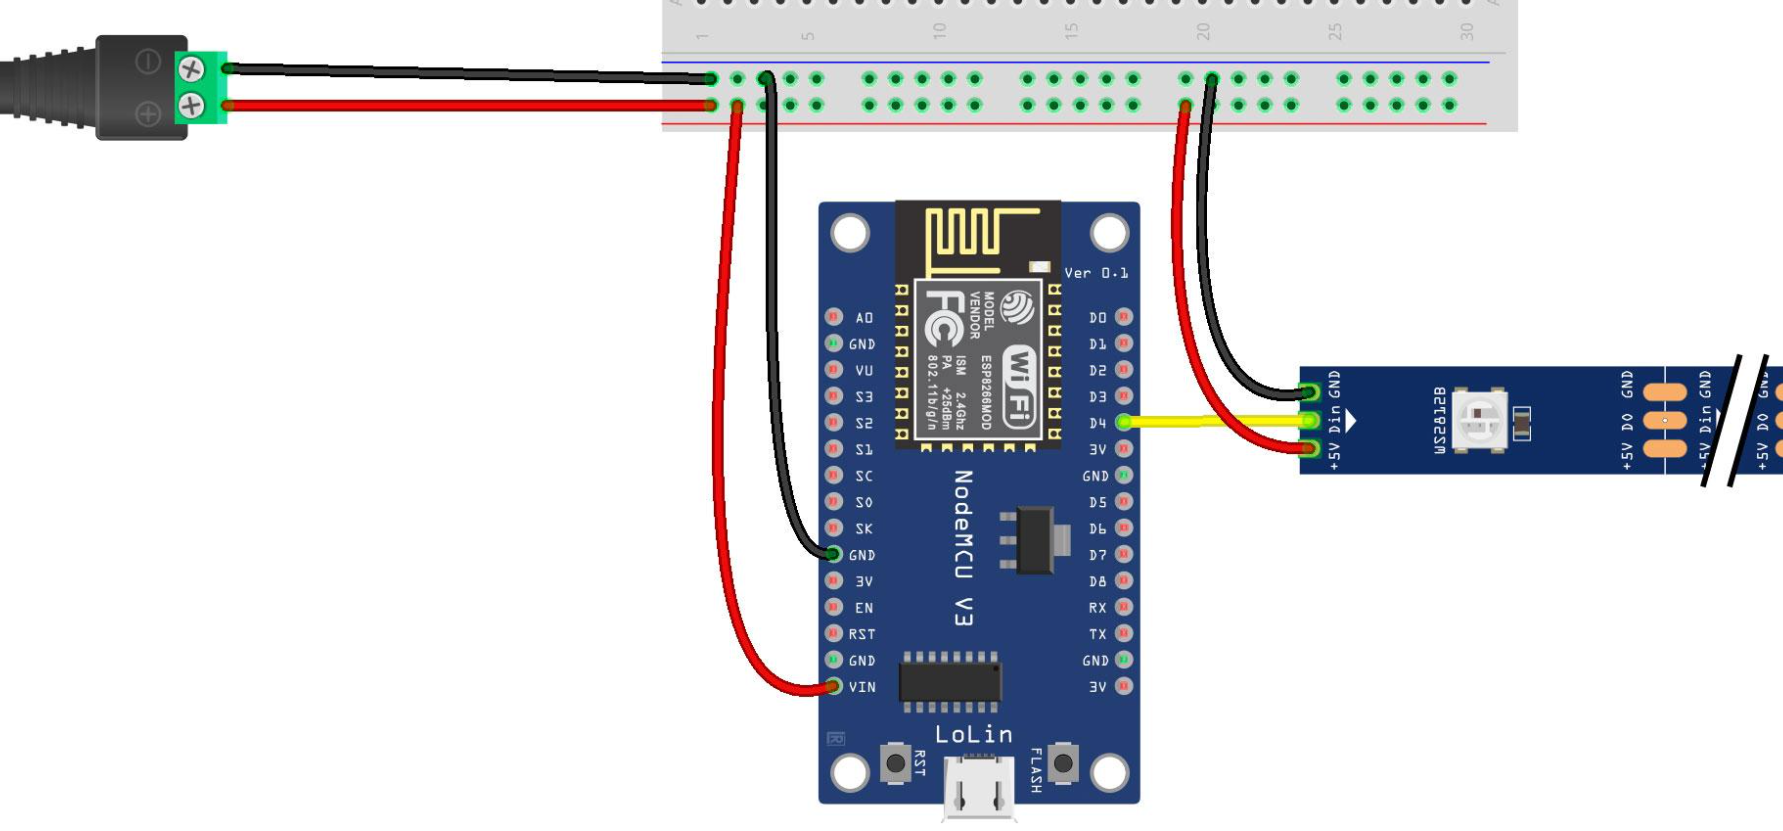 1 5 10 15 20 25 30
Ver 0.1
MODEL
VENDOR
ISM 2.4GHz
PA +25dBm
802.11b/g/n
ESP8266MOD
FC
WiFi
A0
GND
VU
S3
S2
S1
SC
S0
SK
GND
3V
EN
RST
GND
VIN
D0
D1
D2
D3
D4
3V
GND
D5
D6
D7
D8
RX
TX
GND
3V
NodeMCU V3
LoLin
RST
FLASH
GND
Din
+5V
WS2812B
GND
D0
+5V
GND
Din
+5V
GND
D0
+5V